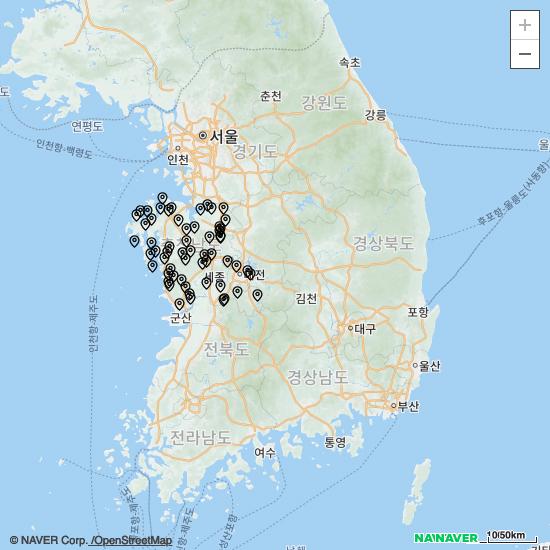 +
−
속초
춘천
강원도
강릉
도
연평도
서울
울
인천항-백령도
인천
경기도
후포항-울릉도(사동항)
경상북도
세종
대전
김천
인천항-제주도
포항
군산
대구
전북도
울산
경상남도
부산
전라남도
통영
여수
© NAVER Corp. /OpenStreetMap
NAVER
10/50km